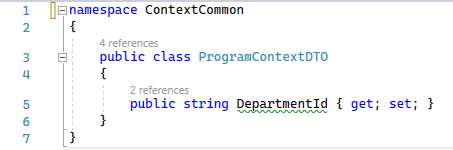 1 namespace ContextCommon
2 {
4 references
3 public class ProgramContextDTO
4 {
2 references
5 public string DepartmentId { get; set; }
6 }
7 }